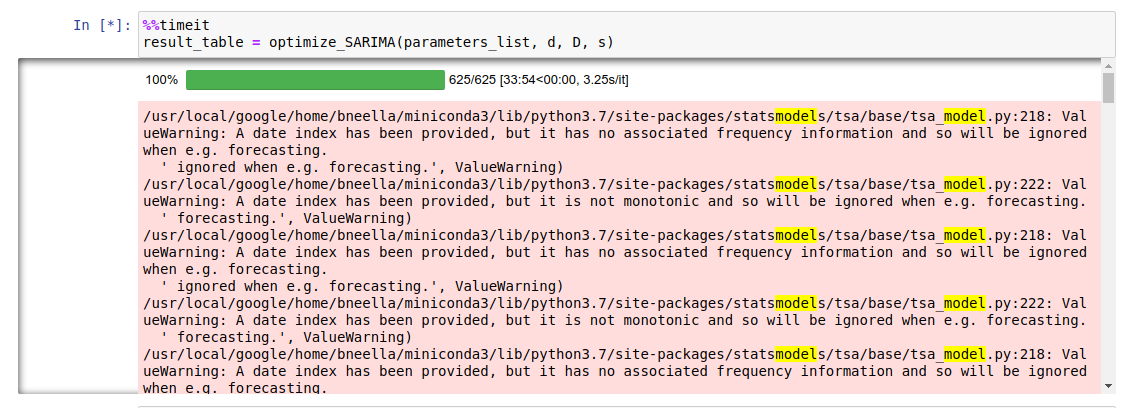 In [*]: %%timeit
result_table = optimize_SARIMA(parameters_list, d, D, s)
100% 625/625 [33:54<00:00, 3.25s/it]
/usr/local/google/home/bneella/miniconda3/lib/python3.7/site-packages/statsmodels/tsa/base/tsa_model.py:218: Val
ueWarning: A date index has been provided, but it has no associated frequency information and so will be ignored
when e.g. forecasting.
  ' ignored when e.g. forecasting.', ValueWarning)
/usr/local/google/home/bneella/miniconda3/lib/python3.7/site-packages/statsmodels/tsa/base/tsa_model.py:222: Val
ueWarning: A date index has been provided, but it is not monotonic and so will be ignored when e.g. forecasting.
  ' forecasting.', ValueWarning)
/usr/local/google/home/bneella/miniconda3/lib/python3.7/site-packages/statsmodels/tsa/base/tsa_model.py:218: Val
ueWarning: A date index has been provided, but it has no associated frequency information and so will be ignored
when e.g. forecasting.
  ' ignored when e.g. forecasting.', ValueWarning)
/usr/local/google/home/bneella/miniconda3/lib/python3.7/site-packages/statsmodels/tsa/base/tsa_model.py:222: Val
ueWarning: A date index has been provided, but it is not monotonic and so will be ignored when e.g. forecasting.
  ' forecasting.', ValueWarning)
/usr/local/google/home/bneella/miniconda3/lib/python3.7/site-packages/statsmodels/tsa/base/tsa_model.py:218: Val
ueWarning: A date index has been provided, but it has no associated frequency information and so will be ignored
when e.g. forecasting.